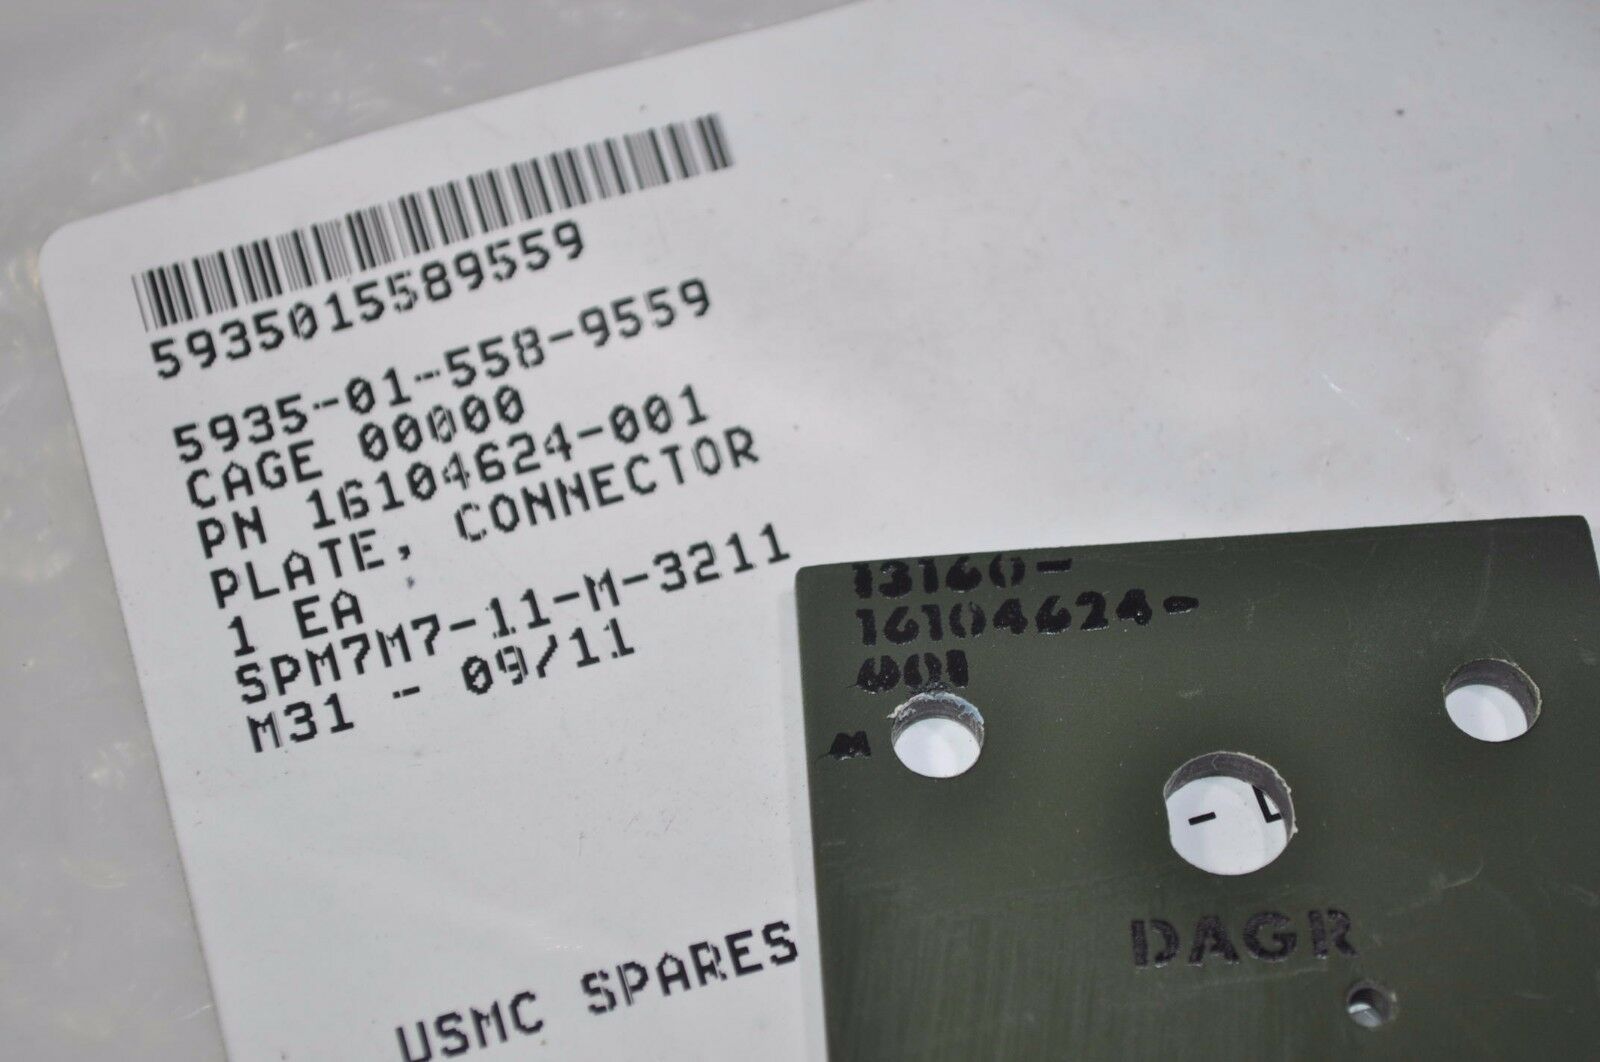 5935015589559
5935-01-558-9559
CAGE 00000
PN 16104624-001
PLATE, CONNECTOR
1 EA
SPM7M7-11-M-3211
M31 - 09/11
USMC SPARES
13160-
16104624-
001
M
DAGR